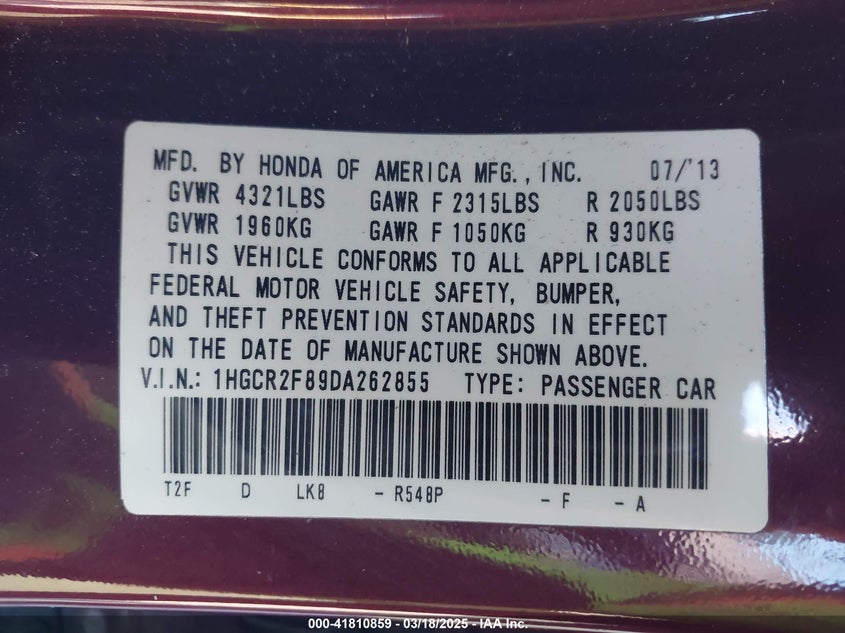 MFD. BY HONDA OF AMERICA MFG., INC. 07/'13
GVWR 4321LBS GAWR F 2315LBS R 2050LBS
GVWR 1960KG GAWR F 1050KG R 930KG
THIS VEHICLE CONFORMS TO ALL APPLICABLE
FEDERAL MOTOR VEHICLE SAFETY, BUMPER,
AND THEFT PREVENTION STANDARDS IN EFFECT
ON THE DATE OF MANUFACTURE SHOWN ABOVE.
V.I.N.: 1HGCR2F89DA262855 TYPE: PASSENGER CAR
T2F D LK8 - R548P - F - A
000-41810859 - 03/18/2025 - IAA Inc.